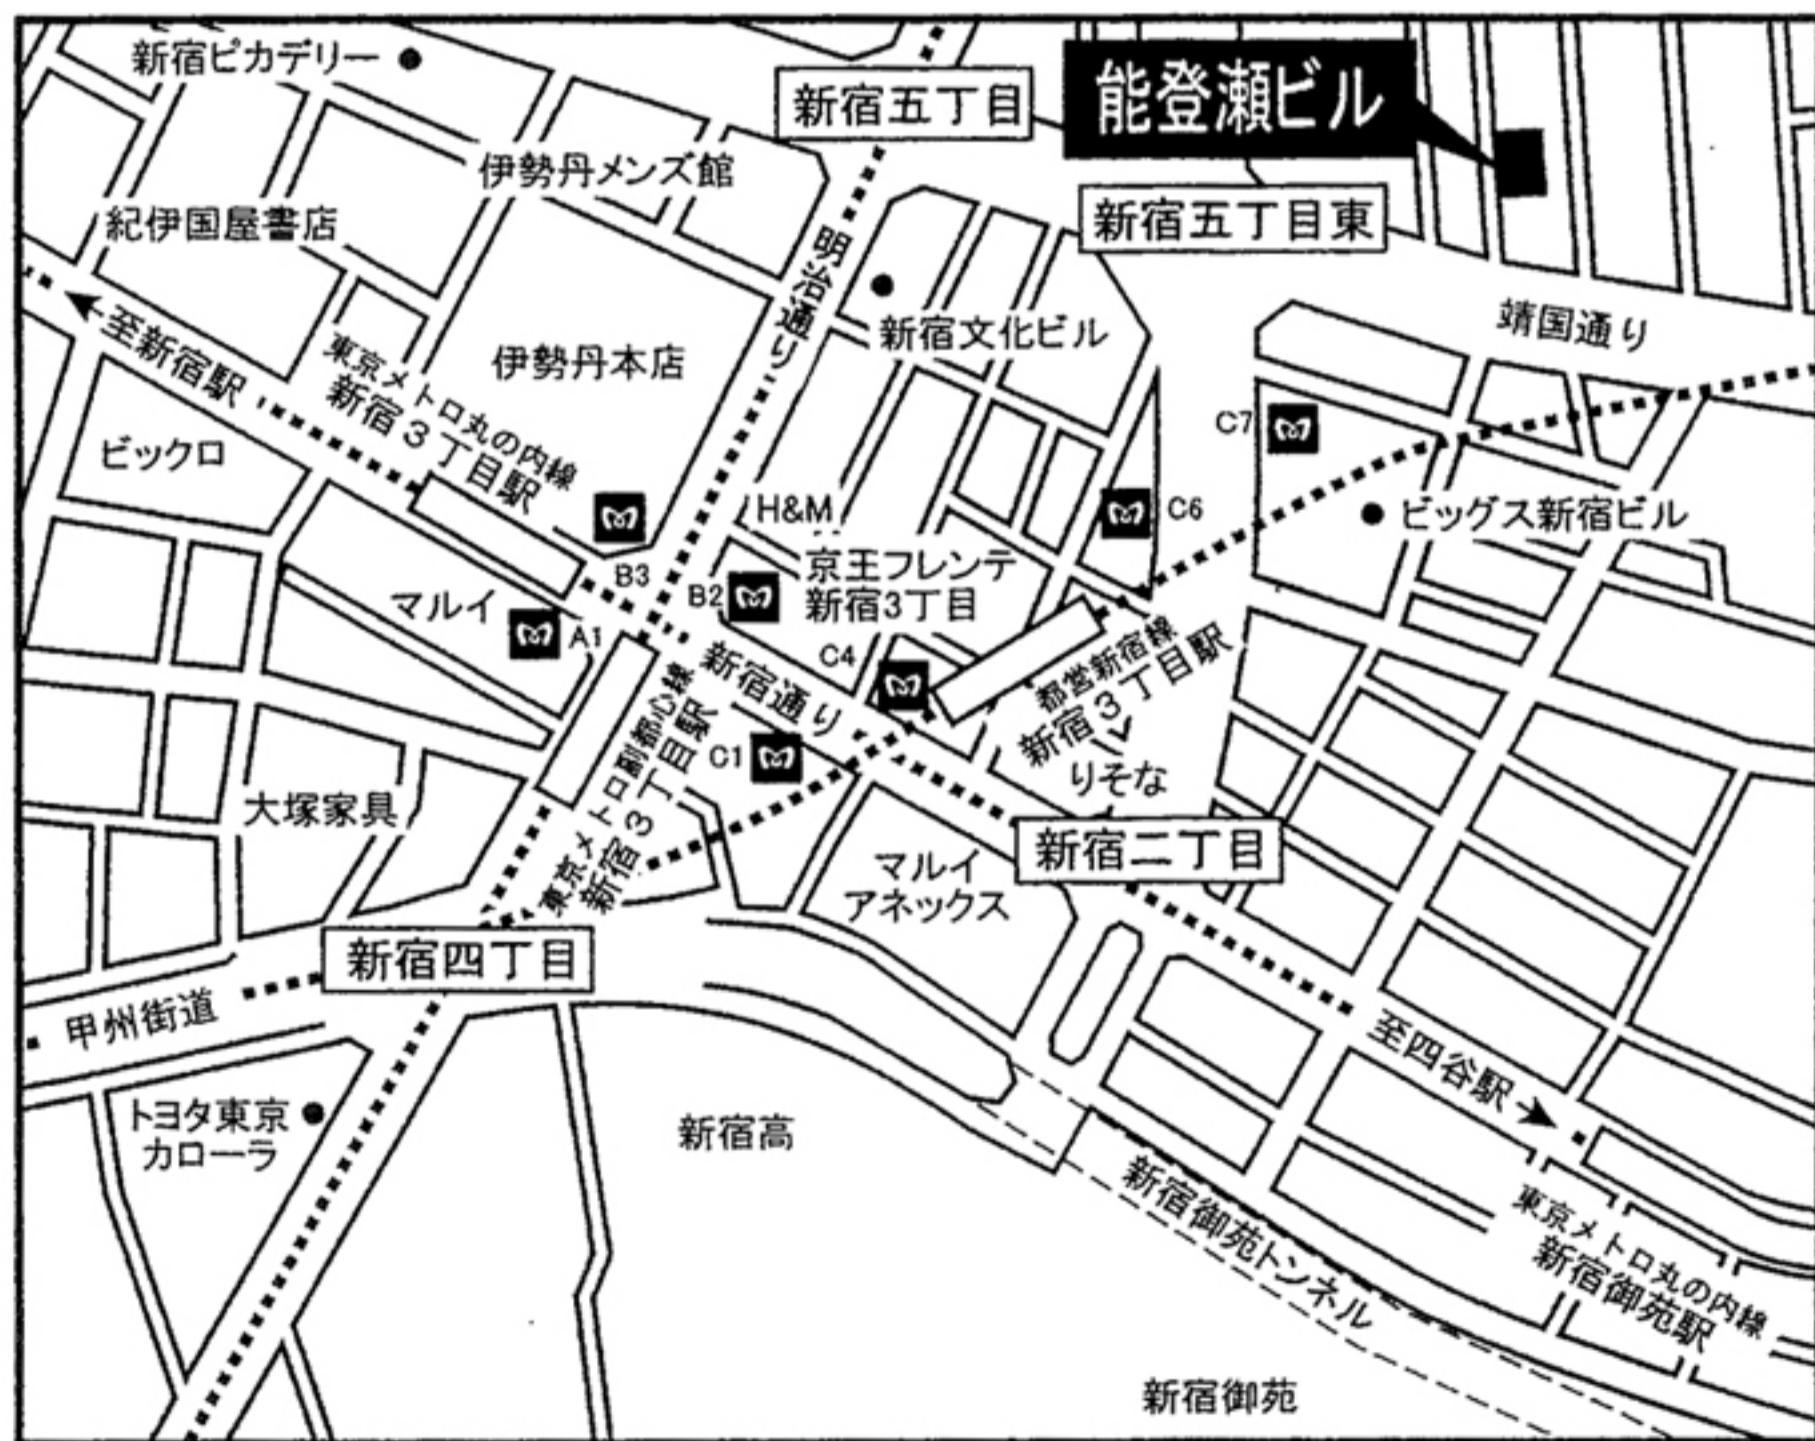 新宿ピカデリー
新宿五丁目
能登瀬ビル
伊勢丹メンズ館
紀伊国屋書店
新宿五丁目東
明治通り
靖国通り
新宿文化ビル
←至新宿駅
東京メトロ丸の内線
新宿3丁目駅
伊勢丹本店
ビックロ
C7
H&M
C6
ビッグス新宿ビル
京王フレンテ
新宿3丁目
B3
B2
マルイ
A1
C4
新宿通り
都営新宿線
新宿3丁目駅
東京メトロ副都心線
新宿3丁目駅
C1
りそな
大塚家具
新宿二丁目
マルイ
アネックス
新宿四丁目
甲州街道
至四谷駅→
トヨタ東京
カローラ
新宿高
新宿御苑トンネル
東京メトロ丸の内線
新宿御苑駅
新宿御苑